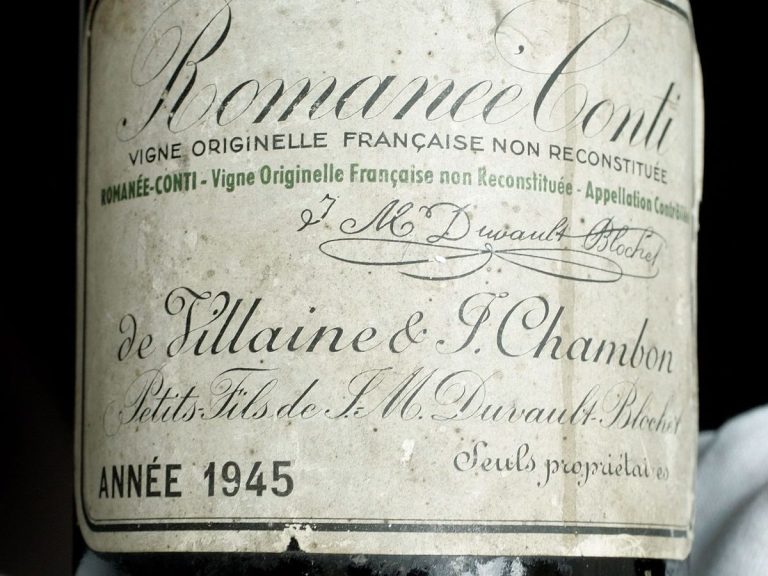 Romanée Conti
VIGNE ORIGINELLE FRANÇAISE NON RECONSTITUÉE
ROMANÉE-CONTI - Vigne Originelle Française non Reconstituée - Appellation Contrôlée
J M Duvault Blochet
de Villaine & J. Chambon
Petits-Fils de J.-M. Duvault-Blochet
Seuls propriétaires
ANNÉE 1945